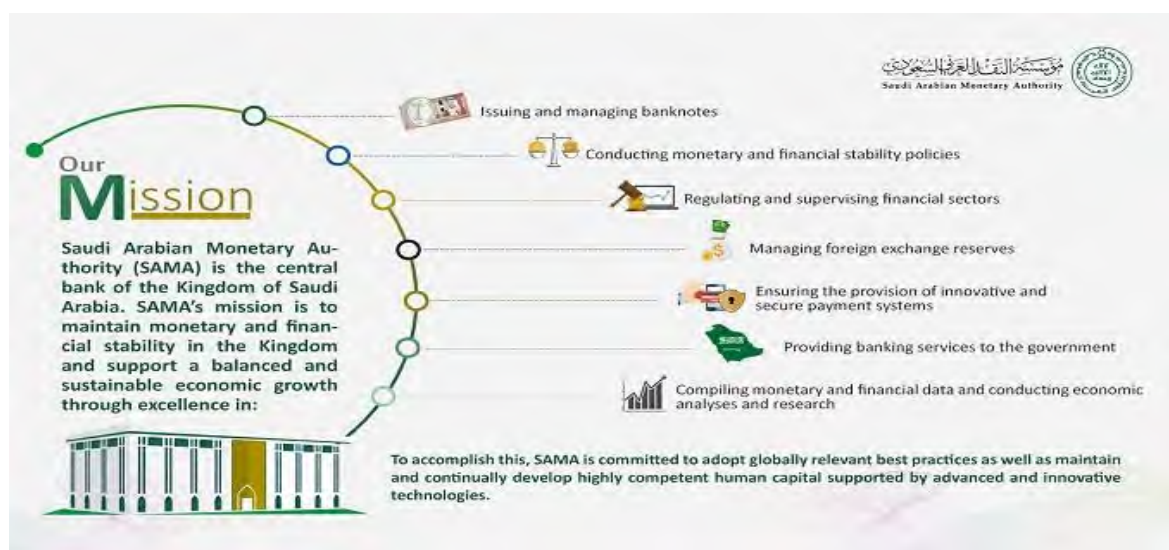 مؤسسة النقد العربي السعودي
Saudi Arabian Monetary Authority
Issuing and managing banknotes
Conducting monetary and financial stability policies
Regulating and supervising financial sectors
Managing foreign exchange reserves
Ensuring the provision of innovative and
secure payment systems
Providing banking services to the government
Compiling monetary and financial data and conducting economic
analyses and research
Our
Mission
Saudi Arabian Monetary Au-
thority (SAMA) is the central
bank of the Kingdom of Saudi
Arabia. SAMA's mission is to
maintain monetary and finan-
cial stability in the Kingdom
and support a balanced and
sustainable economic growth
through excellence in:
To accomplish this, SAMA is committed to adopt globally relevant best practices as well as maintain
and continually develop highly competent human capital supported by advanced and innovative
technologies.